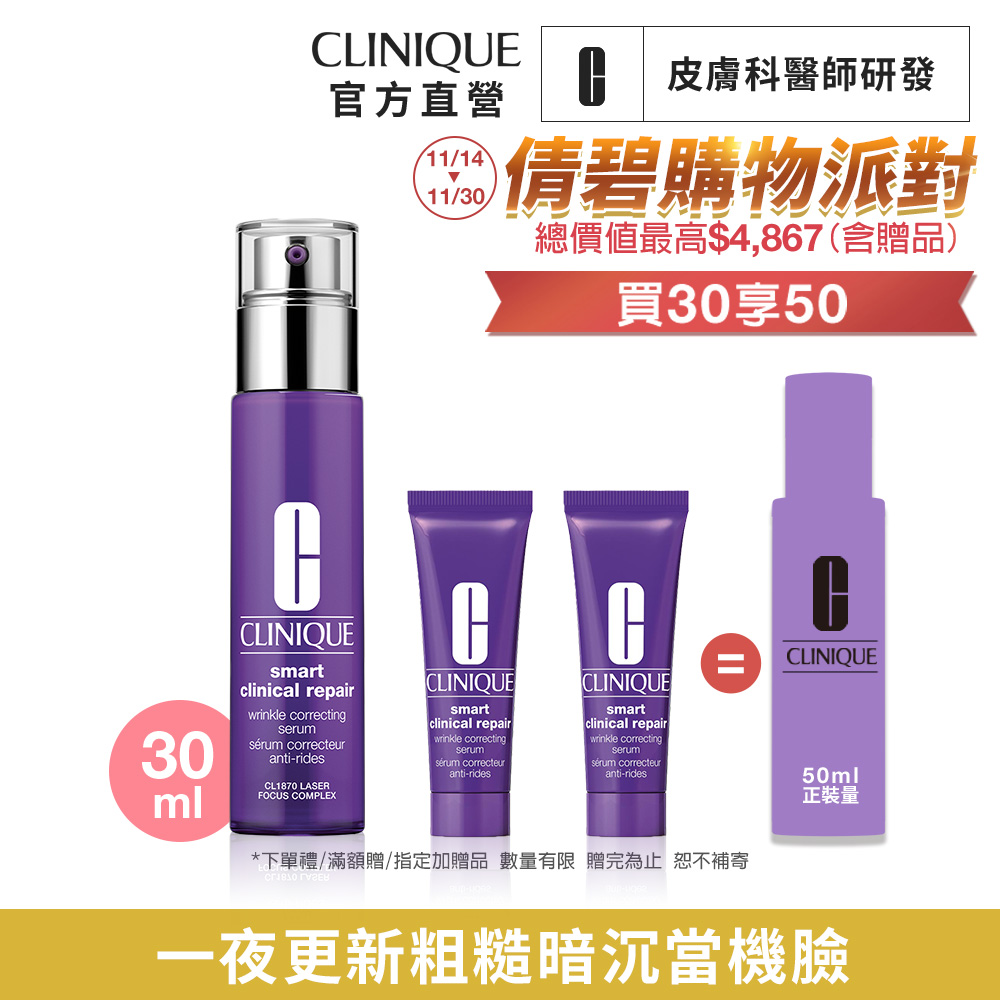 CLINIQUE
官方直營
皮膚科醫師研發
11/14
11/30
倩碧購物派對
總價值最高$4,867(含贈品)
買30享50
CLINIQUE
smart
clinical repair
wrinkle correcting
serum
sérum correcteur
anti-rides
CL1870 LASER
FOCUS COMPLEX
30
ml
CLINIQUE
smart
clinical repair
wrinkle correcting
serum
sérum correcteur
anti-rides
CLINIQUE
smart
clinical repair
wrinkle correcting
serum
sérum correcteur
anti-rides
=
CLINIQUE
50ml
正裝量
*下單禮/滿額贈/指定加贈品 數量有限 贈完為止 恕不補寄
一夜更新粗糙暗沉當機臉